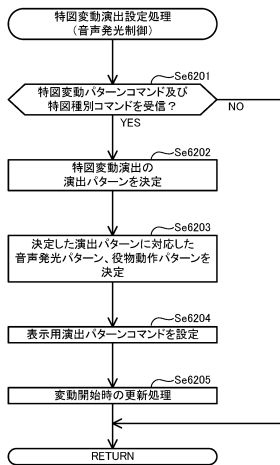 特図変動演出設定処理
（音声発光制御）
Se6201
特図変動パターンコマンド及び
特図種別コマンドを受信？
NO
YES
Se6202
特図変動演出の
演出パターンを決定
Se6203
決定した演出パターンに対応した
音声発光パターン、役物動作パターンを
決定
Se6204
表示用演出パターンコマンドを設定
Se6205
変動開始時の更新処理
RETURN